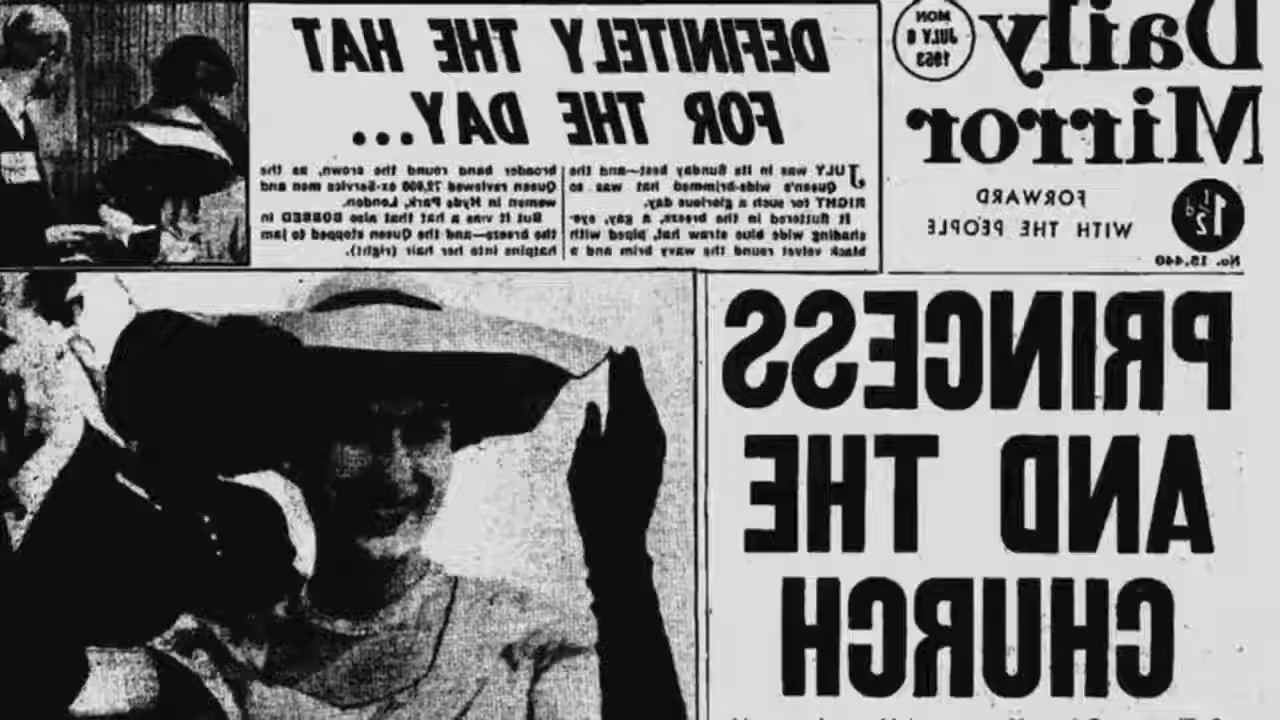 Daily
Mirror
MON
JULY 6
1953
FORWARD
WITH THE PEOPLE
1½d
No. 15,440
DEFINITELY THE HAT
FOR THE DAY...
JULY was in its Sunday best—and the
Queen's wide-brimmed hat was so
RIGHT for such a glorious day.
It fluttered in the breeze, a gay, eye-
shading wide blue straw hat, piped with
black velvet round the wavy brim and a
broader band round the crown, as the
Queen reviewed 72,000 ex-Service men and
women in Hyde Park, London.
But it was a hat that also BOBBED in
the breeze—and the Queen stopped to jam
hatpins into her hair (right).
PRINCESS
AND THE
CHURCH